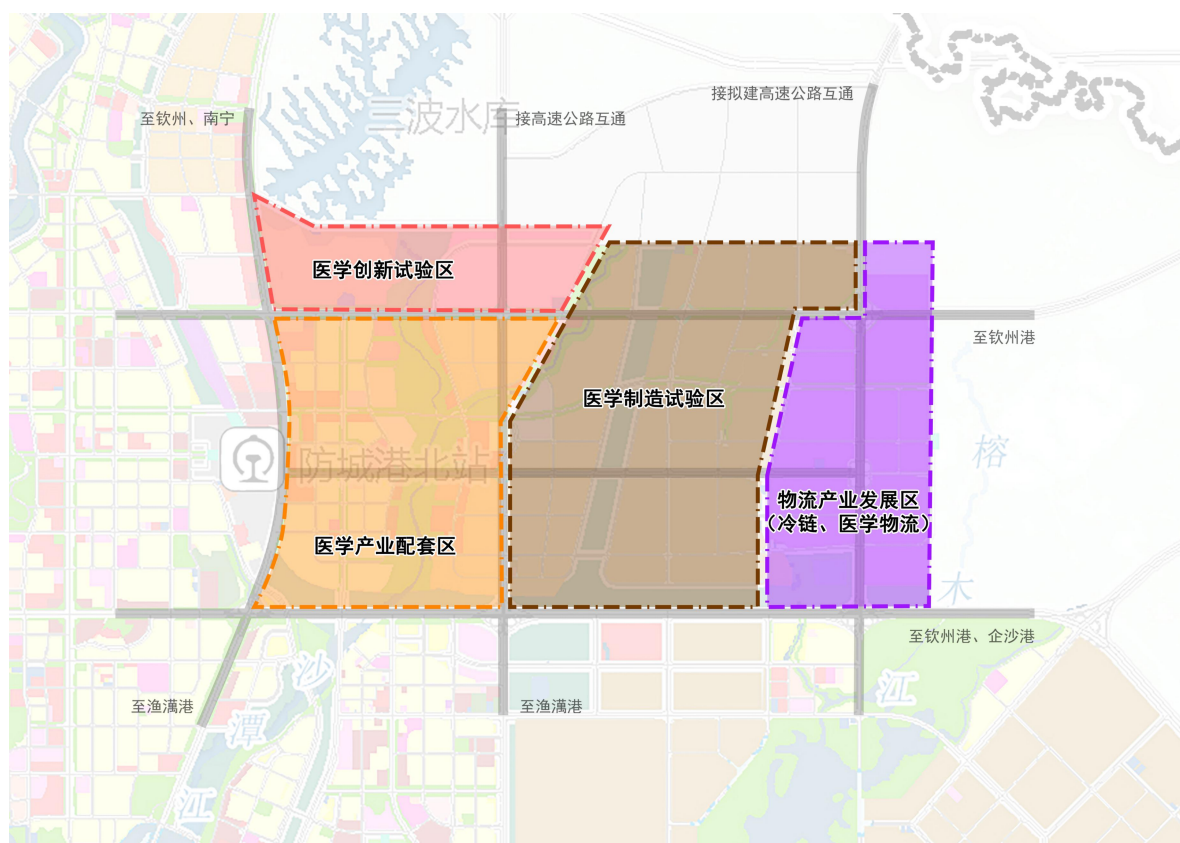 接拟建高速公路互通
至钦州、南宁
三波水库
接高速公路互通
医学创新试验区
至钦州港
医学制造试验区
防城港北站
榕
物流产业发展区
（冷链、医学物流）
医学产业配套区
木
至钦州港、企沙港
沙
江
至渔澫港
至渔澫港
潭
江